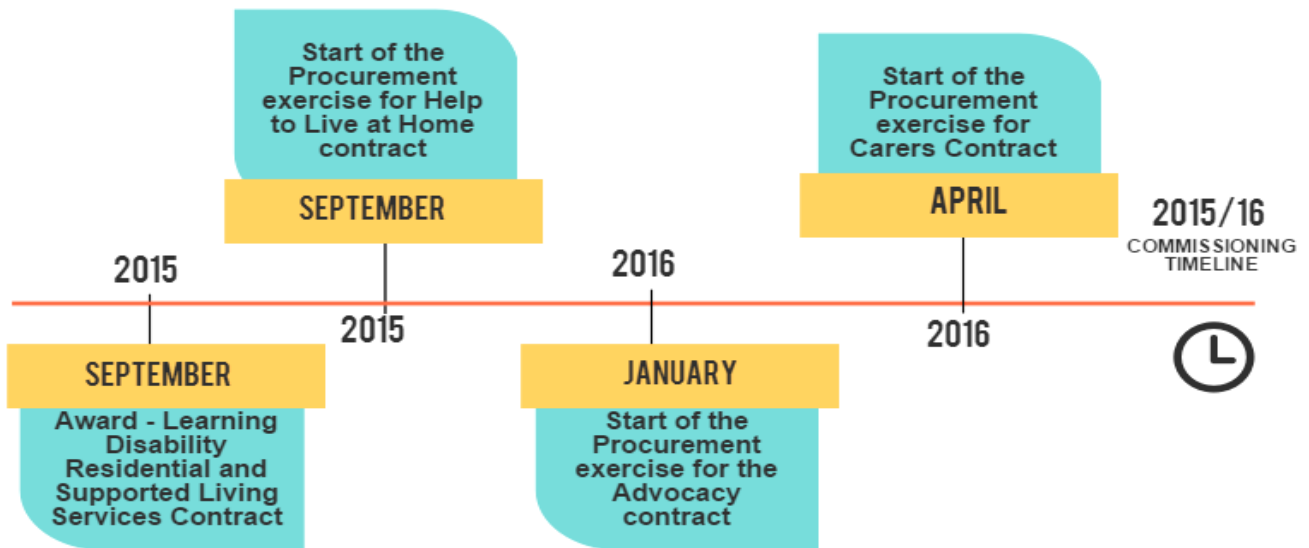 2015
SEPTEMBER
Award - Learning
Disability
Residential and
Supported Living
Services Contract
Start of the
Procurement
exercise for Help
to Live at Home
contract
SEPTEMBER
2015
2016
JANUARY
Start of the
Procurement
exercise for the
Advocacy
contract
Start of the
Procurement
exercise for
Carers Contract
APRIL
2016
2015/16
COMMISSIONING
TIMELINE